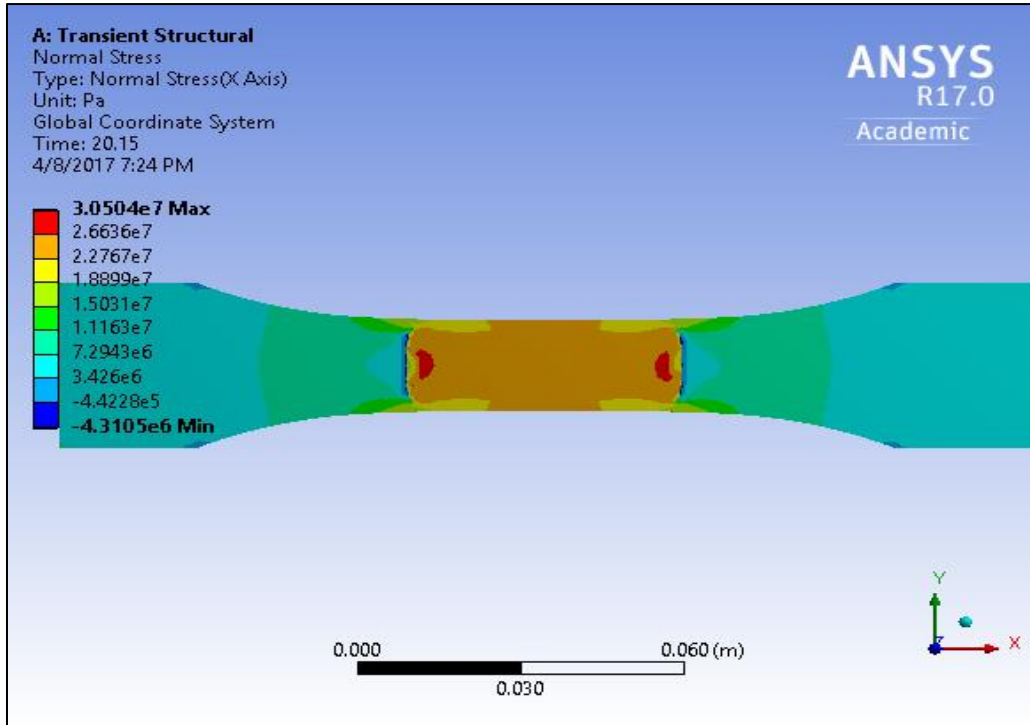 A: Transient Structural
Normal Stress
Type: Normal Stress(X Axis)
Unit: Pa
Global Coordinate System
Time: 20.15
4/8/2017 7:24 PM
ANSYS
R17.0
Academic
3.0504e7 Max
2.6636e7
2.2767e7
1.8899e7
1.5031e7
1.1163e7
7.2943e6
3.426e6
-4.4228e5
-4.3105e6 Min
0.000
0.060 (m)
0.030
Y
Z
X